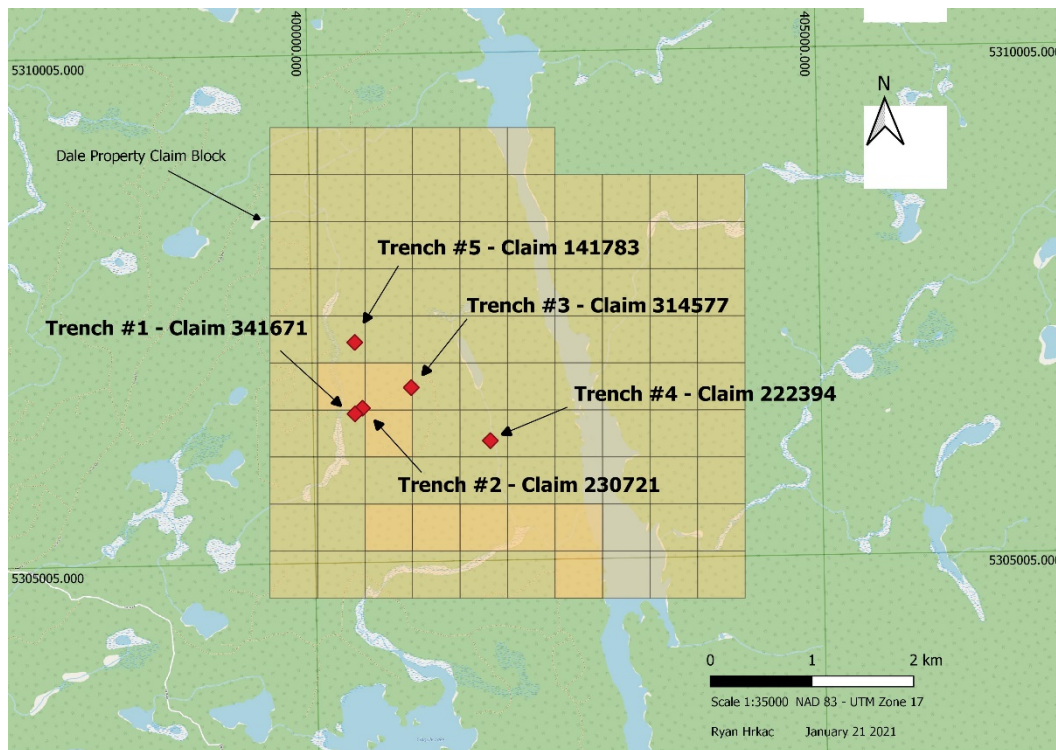 400000.000
405000.000
5310005.000
5310005.000
N
Dale Property Claim Block
Trench #5 - Claim 141783
Trench #3 - Claim 314577
Trench #1 - Claim 341671
Trench #4 - Claim 222394
Trench #2 - Claim 230721
5305005.000
5305005.000
0 1 2 km
Scale 1:35000 NAD 83 - UTM Zone 17
Ryan Hrkac January 21 2021